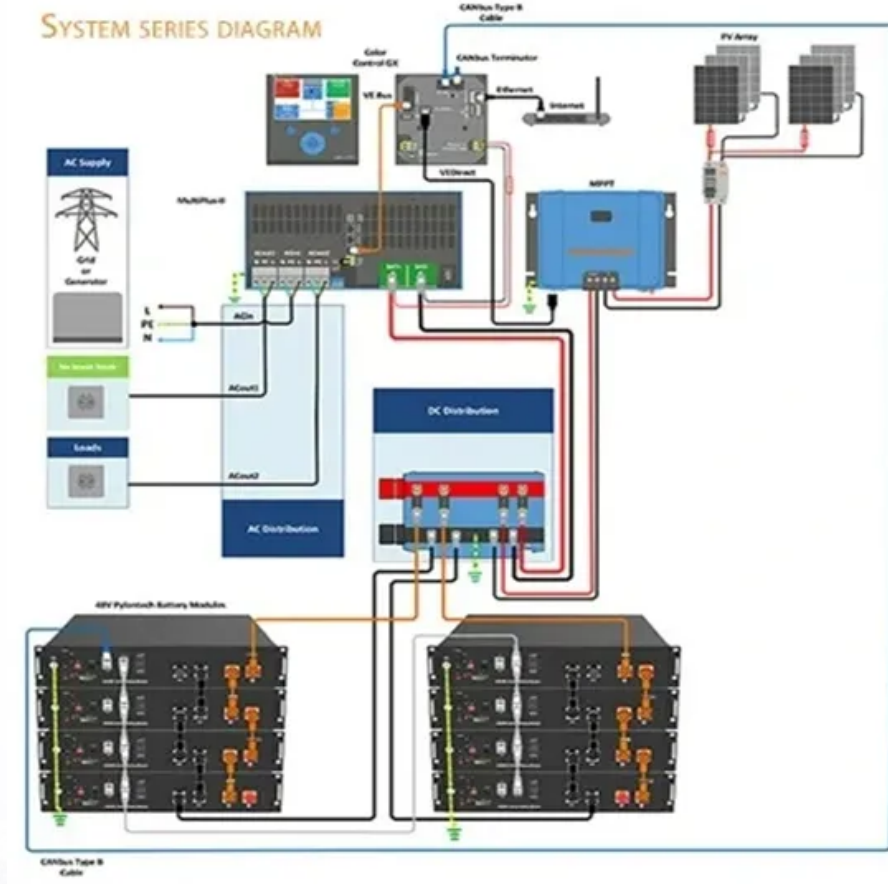 SYSTEM SERIES DIAGRAM
CANbus Type B
Cable
Color
Control GX
CANbus Terminator
PV Array
VE Bus
Ethernet
Internet
AC Supply
VEDirect
MPPT
MultiPlus-II
Grid
or
Generator
L
PE
N
ACin
ACout1
DC Distribution
Loads
ACout2
AC Distribution
48V Pylontech Battery Modules
CANbus Type B
Cable